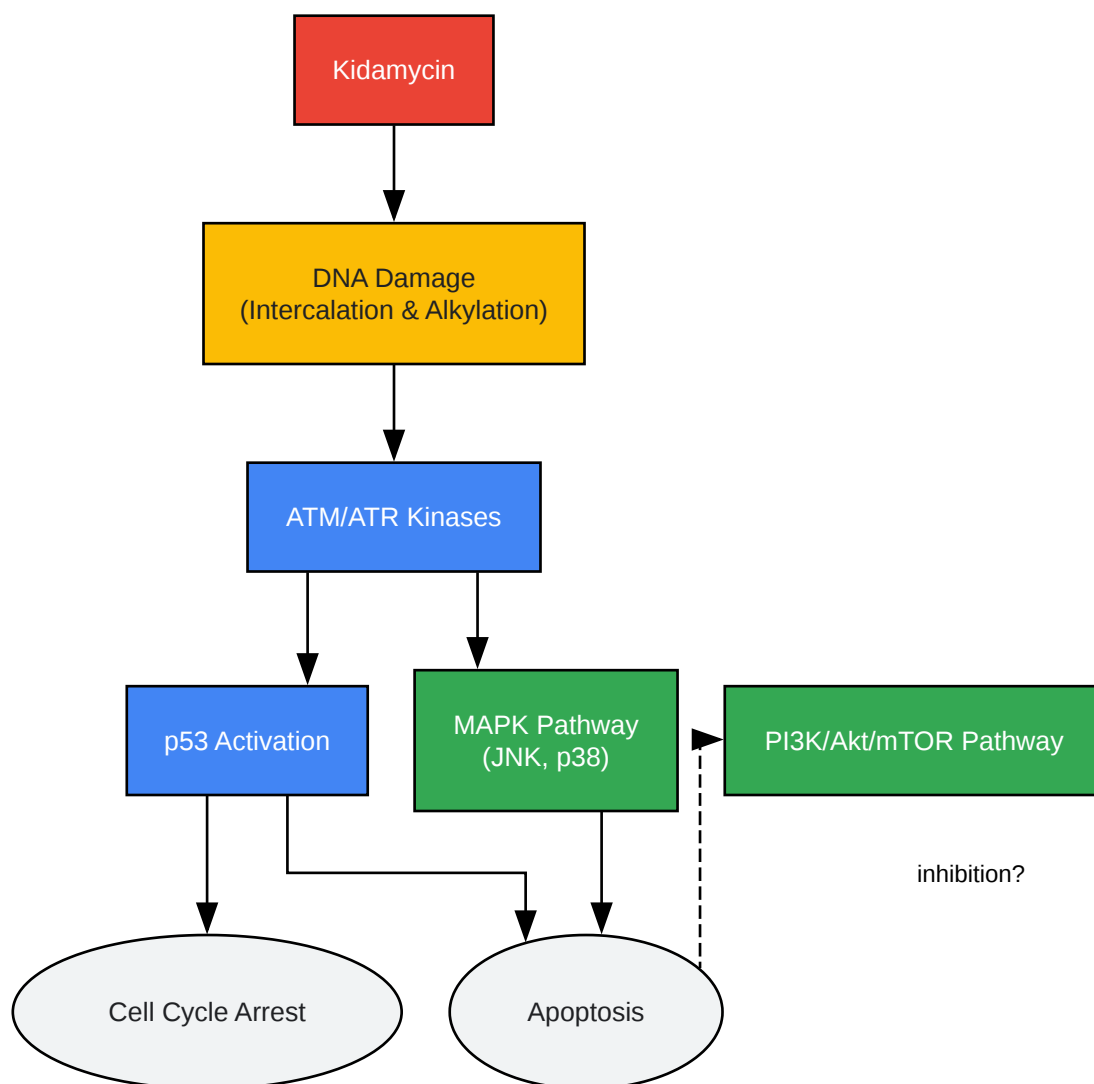 Kidamycin
DNA Damage
(Intercalation & Alkylation)
ATM/ATR Kinases
p53 Activation
MAPK Pathway
(JNK, p38)
PI3K/Akt/mTOR Pathway
inhibition?
Cell Cycle Arrest
Apoptosis